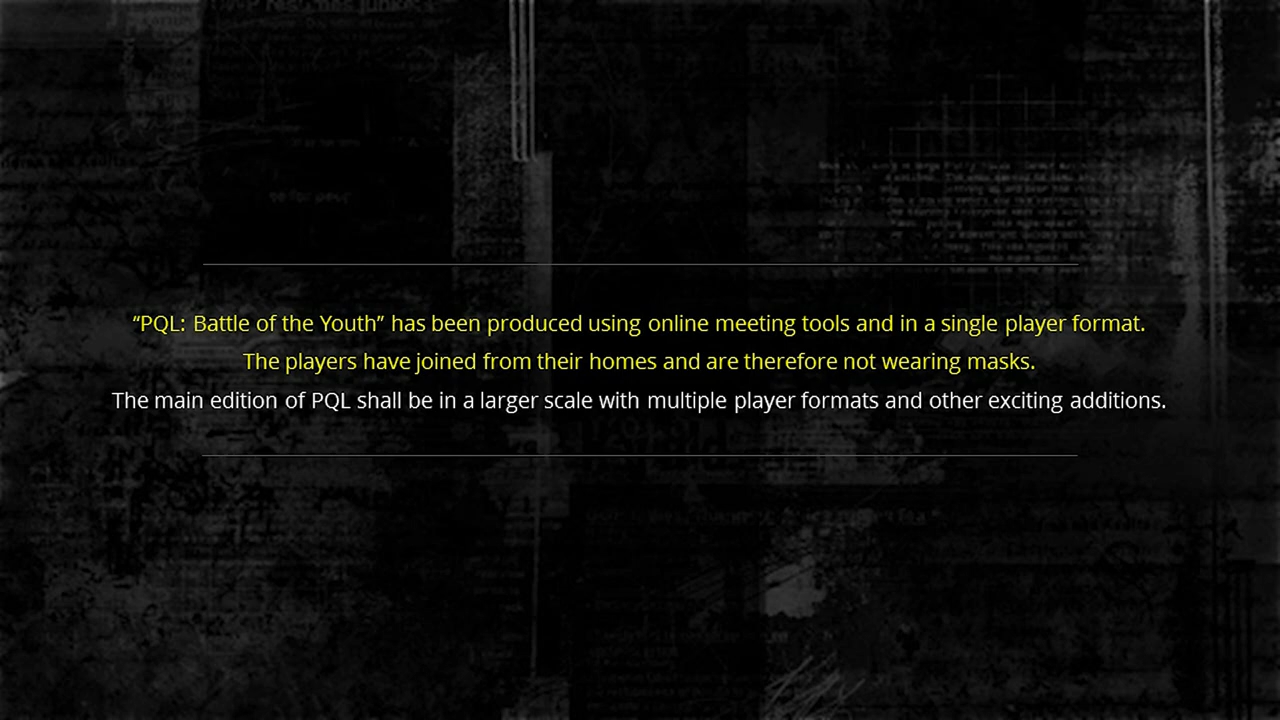 “PQL: Battle of the Youth” has been produced using online meeting tools and in a single player format.
The players have joined from their homes and are therefore not wearing masks.
The main edition of PQL shall be in a larger scale with multiple player formats and other exciting additions.